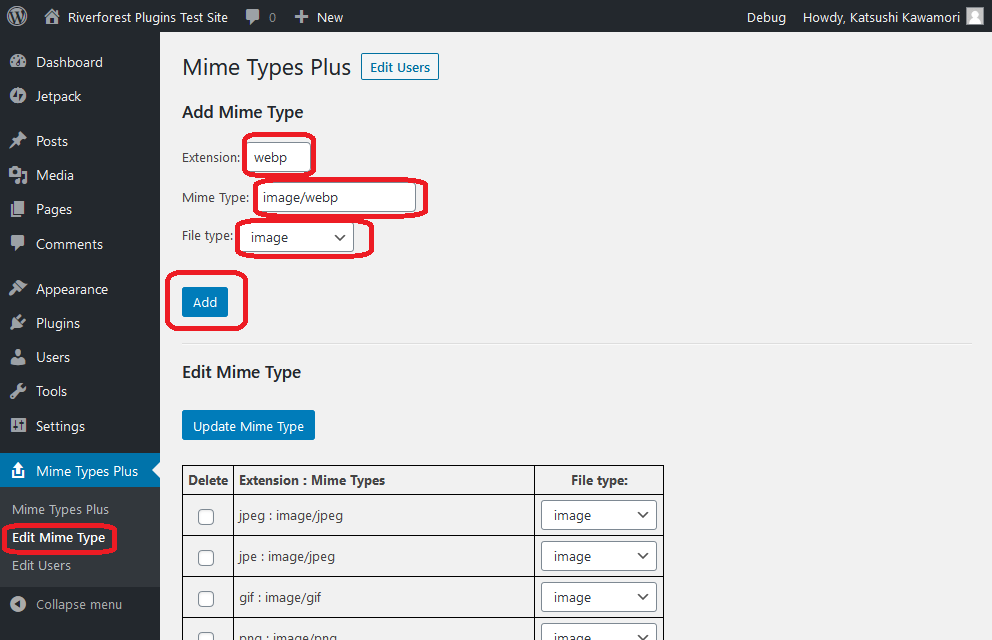 Riverforest Plugins Test Site 0 New Debug Howdy, Katsushi Kawamori
Dashboard
Jetpack
Posts
Media
Pages
Comments
Appearance
Plugins
Users
Tools
Settings
Mime Types Plus
Mime Types Plus
Edit Mime Type
Edit Users
Collapse menu
Mime Types Plus Edit Users
Add Mime Type
Extension: webp
Mime Type: image/webp
File type: image
Add
Edit Mime Type
Update Mime Type
Delete Extension : Mime Types File type:
jpeg : image/jpeg image
jpe : image/jpeg image
gif : image/gif image
png : image/png image